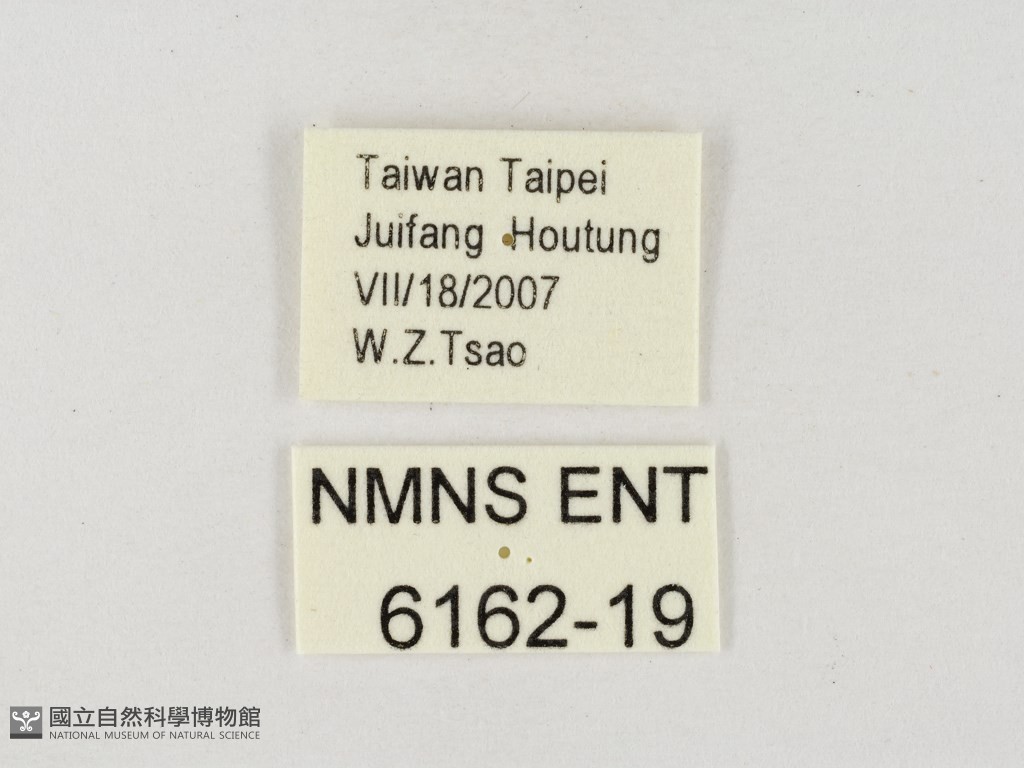 Taiwan Taipei
Juifang Houtung
VII/18/2007
W.Z.Tsao
NMNS ENT
6162-19
國立自然科學博物館
NATIONAL MUSEUM OF NATURAL SCIENCE